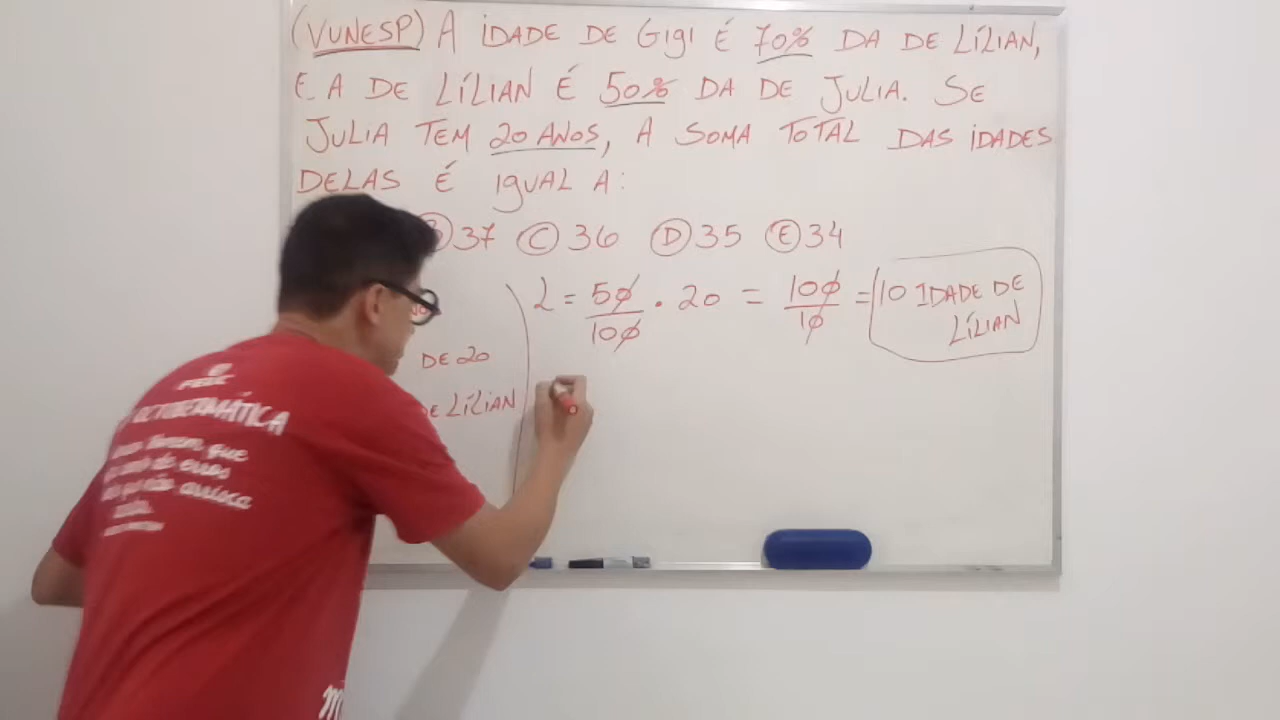 (VUNESP) A IDADE DE GIGI É 70% DA DE LÍLIAN,
E A DE LÍLIAN É 50% DA DE JULIA. SE
JULIA TEM 20 ANOS, A SOMA TOTAL DAS IDADES
DELAS É IGUAL A:
37 C 36 D 35 E 34
L = 50/100 . 20 = 100/10 = 10 IDADE DE
LÍLIAN
DE 20
DE LÍLIAN
que